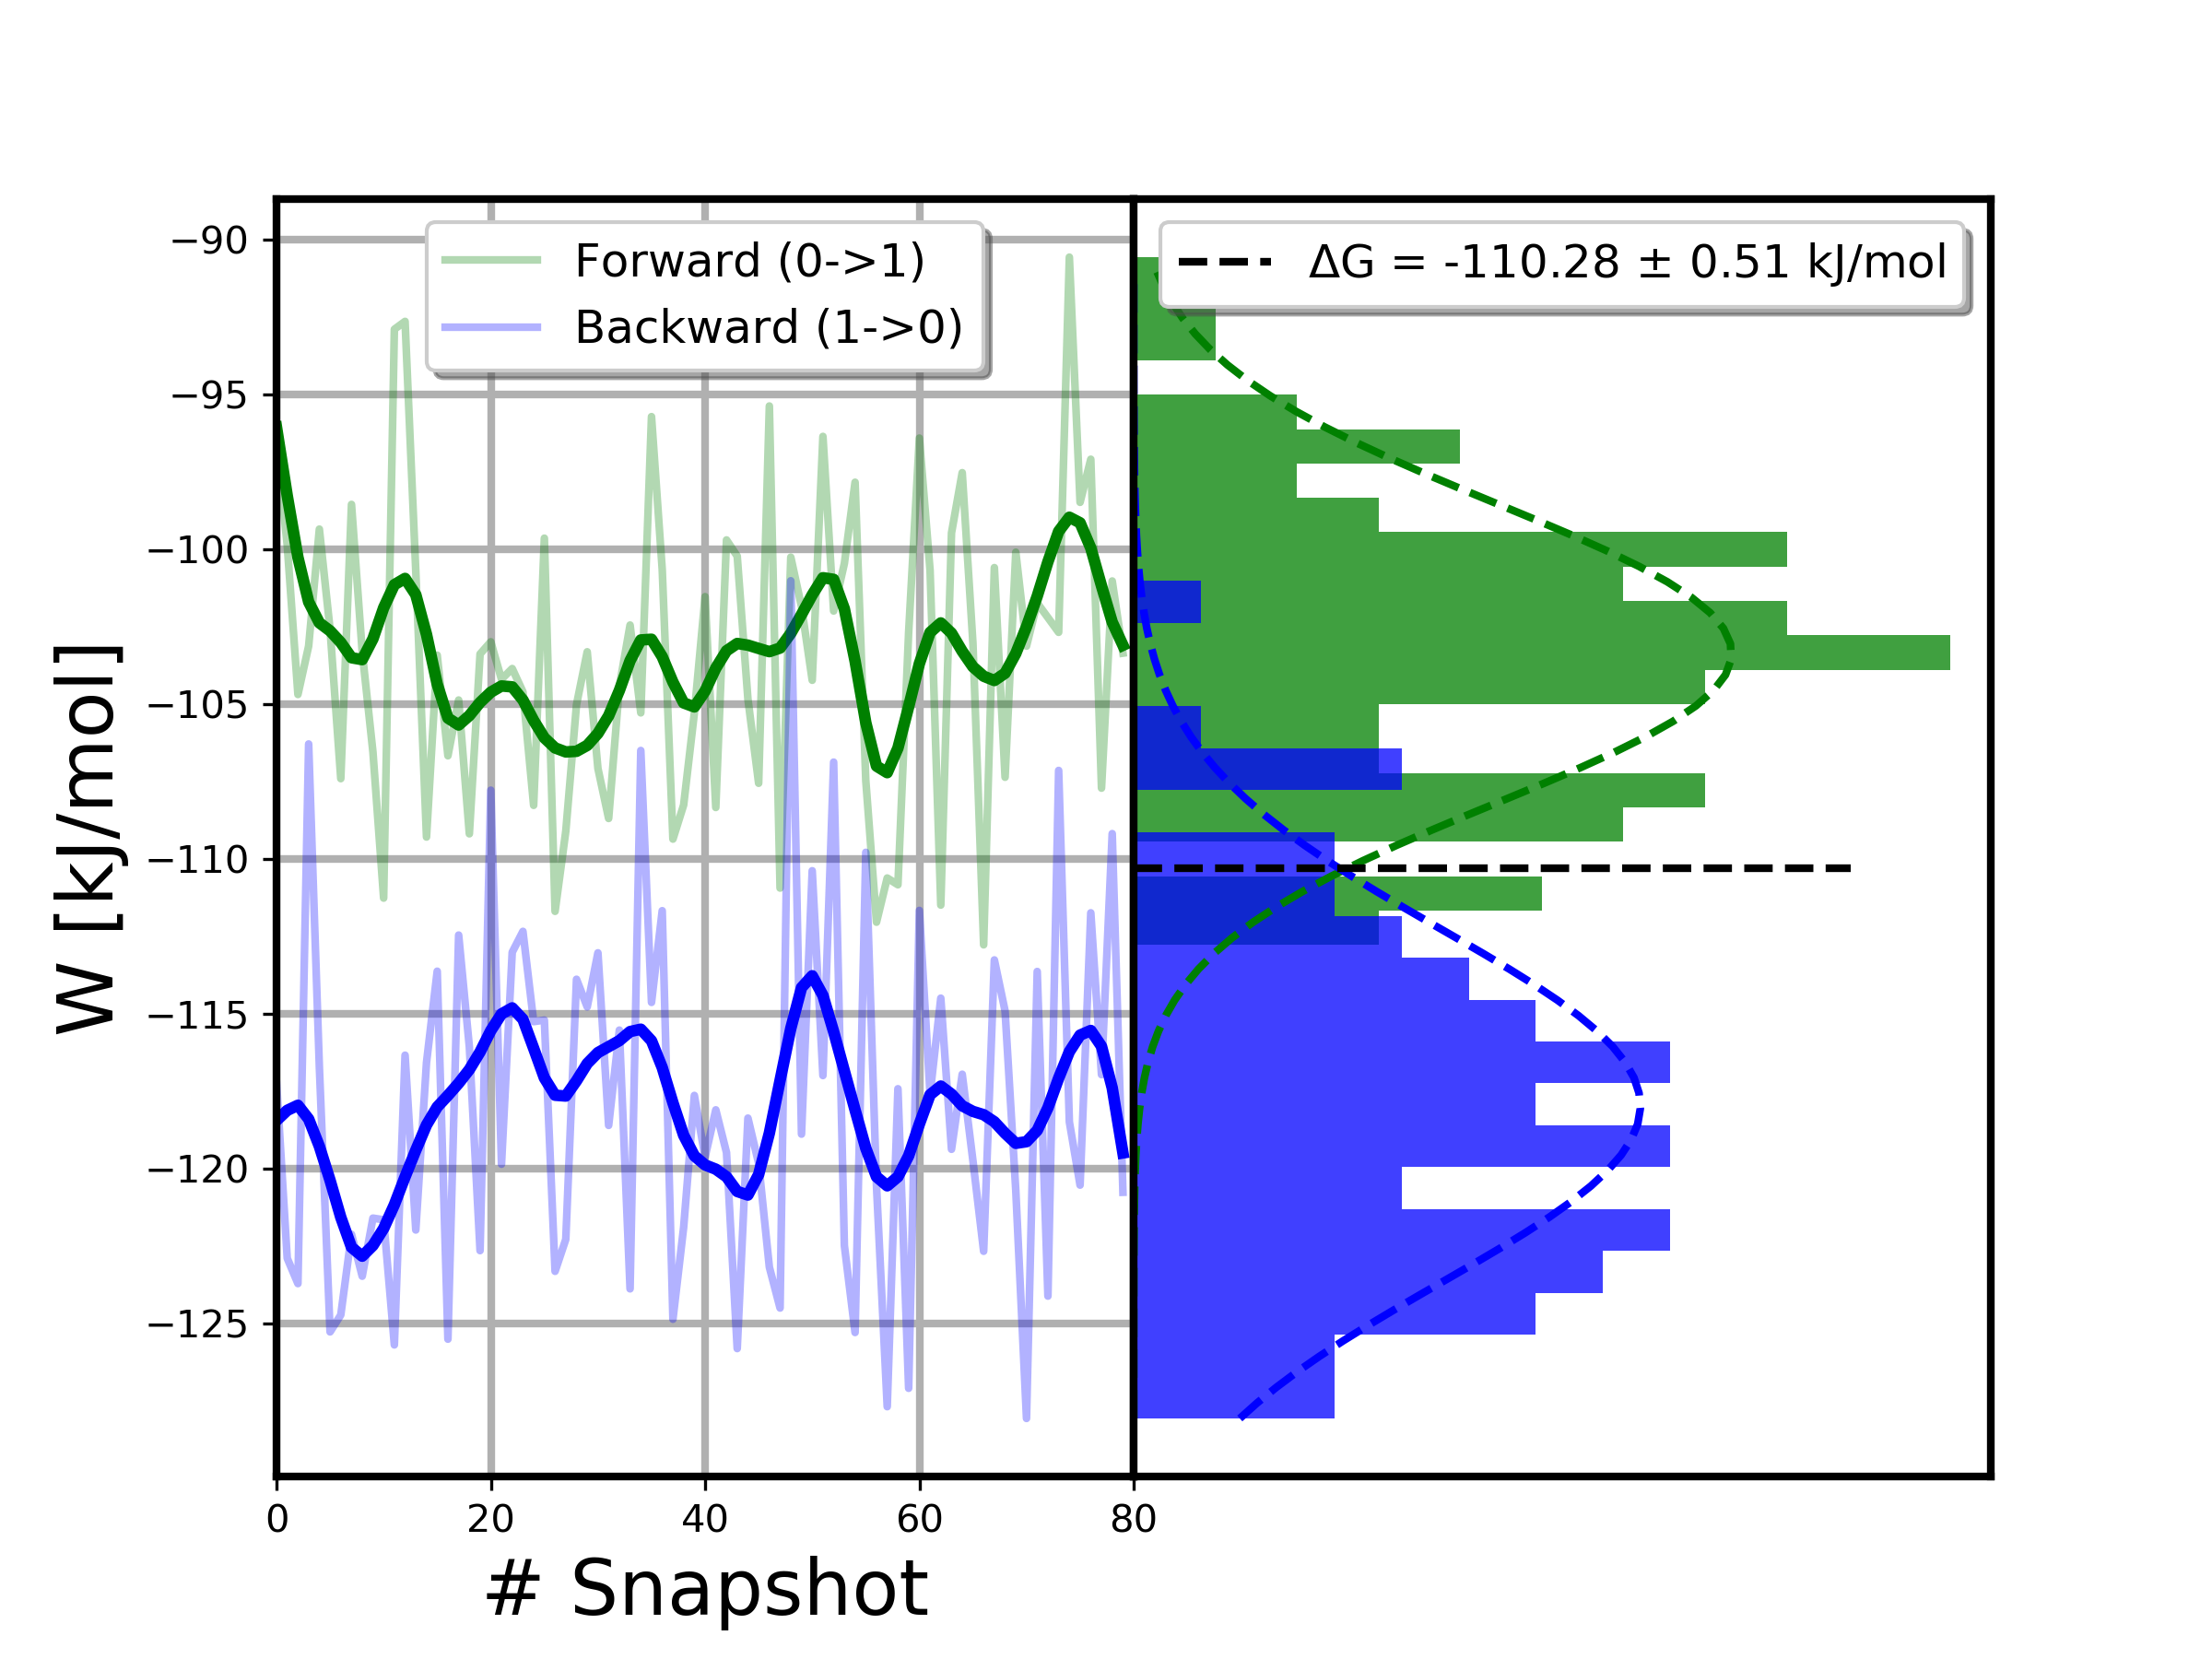 −90
−95
−100
−105
−110
−115
−120
−125
W [kJ/mol]
Forward (0->1)
Backward (1->0)
ΔG = -110.28 ± 0.51 kJ/mol
0 20 40 60 80
# Snapshot